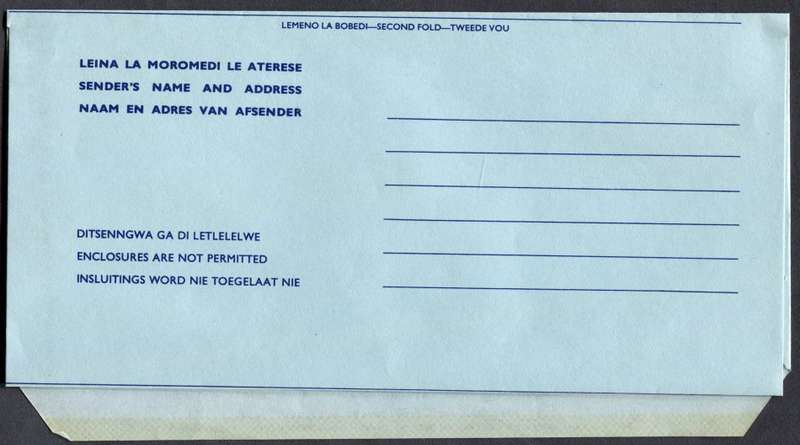 LEMENO LA BOBEDI—SECOND FOLD—TWEEDE VOU
LEINA LA MOROMEDI LE ATERESE
SENDER'S NAME AND ADDRESS
NAAM EN ADRES VAN AFSENDER
DITSENNGWA GA DI LETLELELWE
ENCLOSURES ARE NOT PERMITTED
INSLUITINGS WORD NIE TOEGELAAT NIE